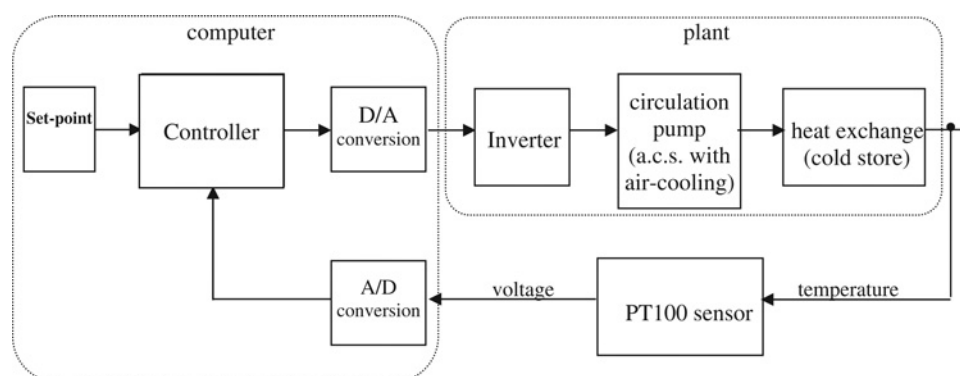 computer
plant
Set-point
Controller
D/A
conversion
Inverter
circulation
pump
(a.c.s. with
air-cooling)
heat exchange
(cold store)
A/D
conversion
voltage
PT100 sensor
temperature